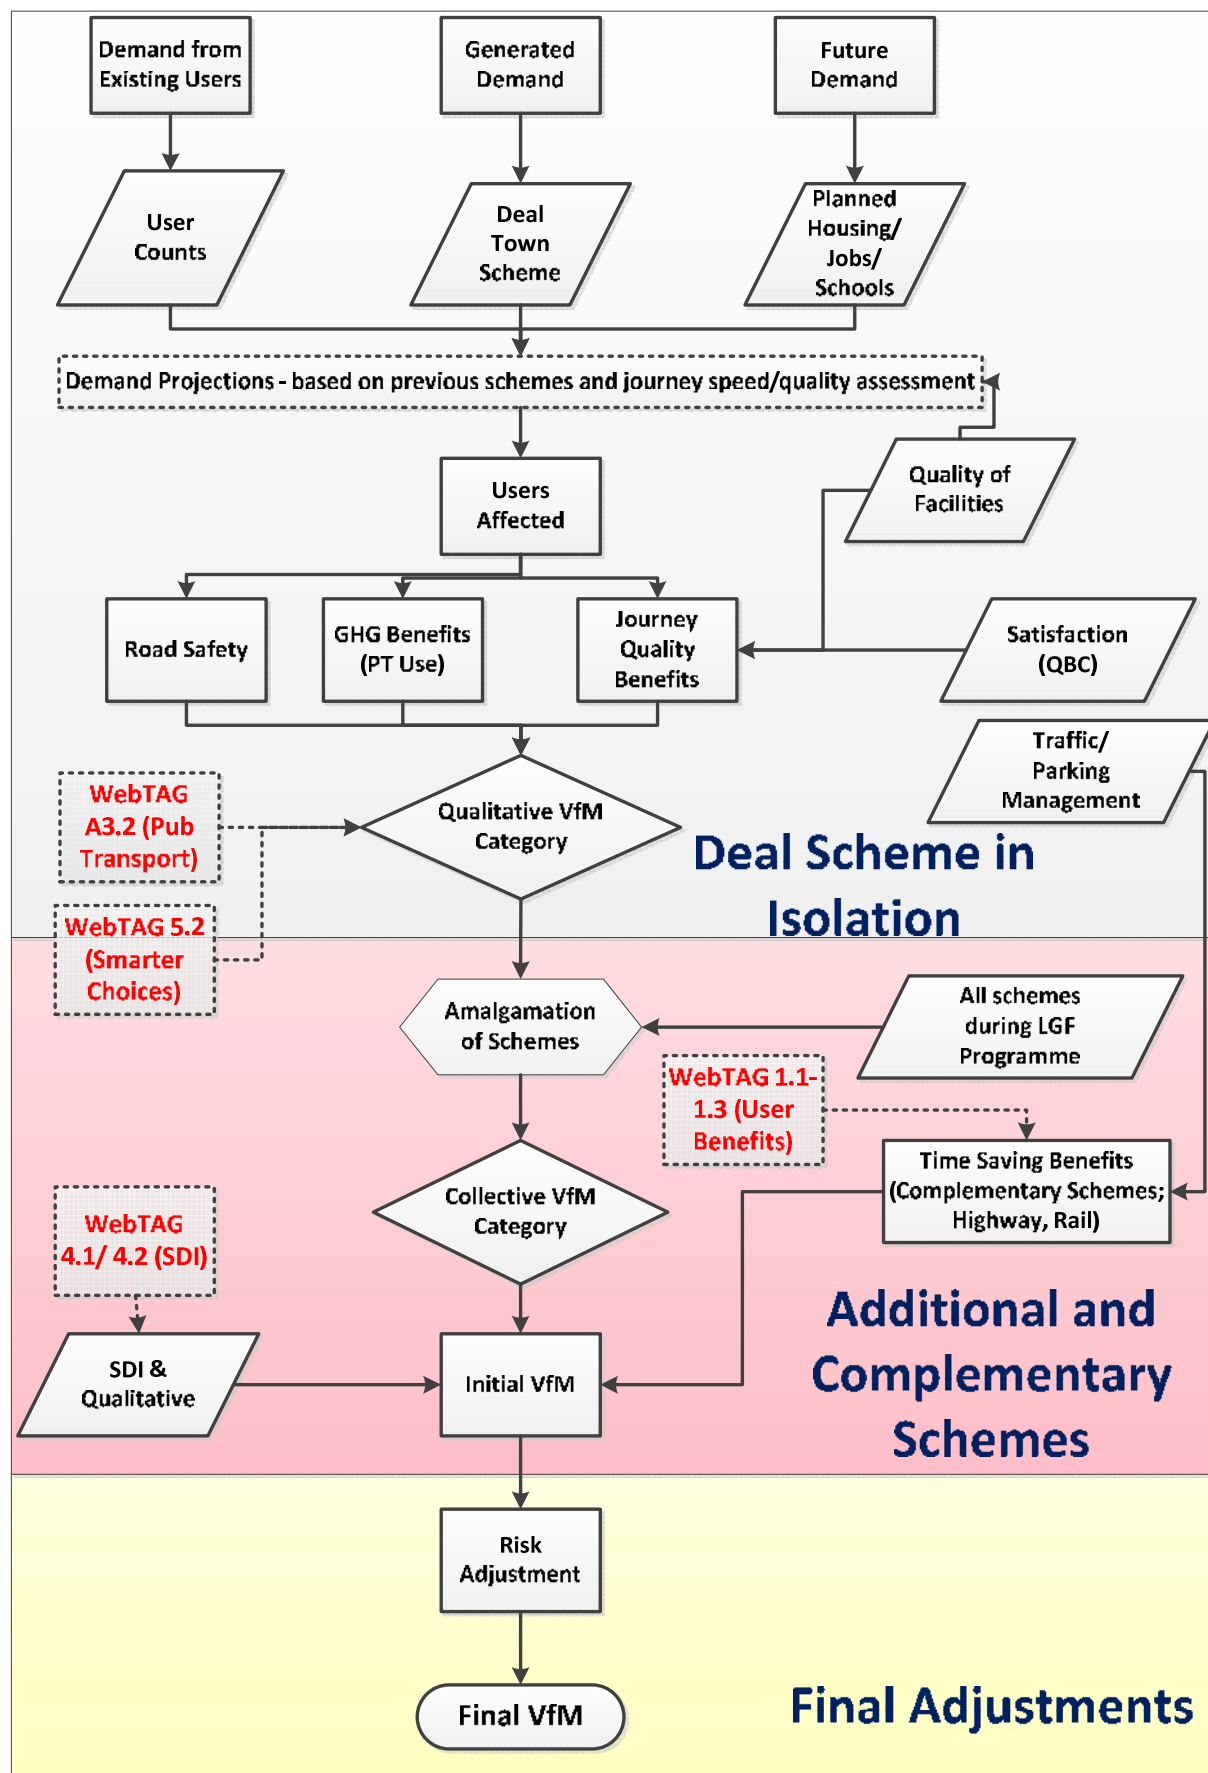 Demand from
Existing Users
Generated
Demand
Future
Demand
User
Counts
Deal
Town
Scheme
Planned
Housing/
Jobs/
Schools
Demand Projections - based on previous schemes and journey speed/quality assessment
Users
Affected
Quality of
Facilities
Road Safety
GHG Benefits
(PT Use)
Journey
Quality
Benefits
Satisfaction
(QBC)
Traffic/
Parking
Management
WebTAG
A3.2 (Pub
Transport)
Qualitative VfM
Category
Deal Scheme in
Isolation
WebTAG 5.2
(Smarter
Choices)
Amalgamation
of Schemes
All schemes
during LGF
Programme
WebTAG 1.1-
1.3 (User
Benefits)
Time Saving Benefits
(Complementary Schemes;
Highway, Rail)
Collective VfM
Category
WebTAG
4.1/ 4.2 (SDI)
Additional and
Complementary
Schemes
SDI &
Qualitative
Initial VfM
Risk
Adjustment
Final VfM
Final Adjustments